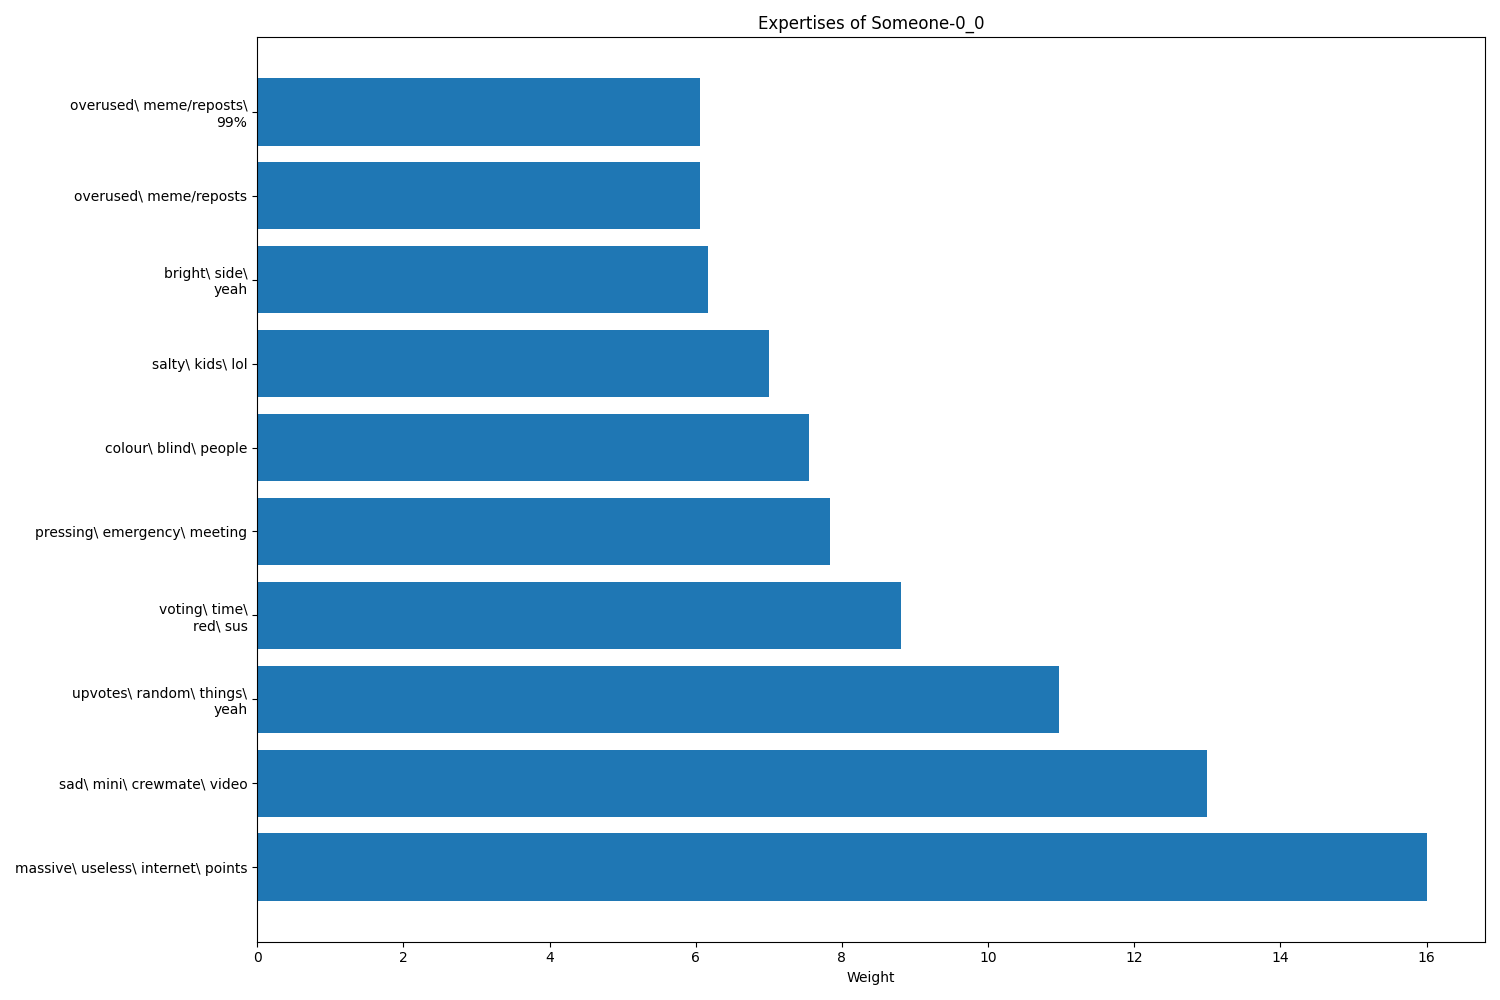 Expertises of Someone-0_0
overused\ meme/reposts\
99%
overused\ meme/reposts
bright\ side\
yeah
salty\ kids\ lol
colour\ blind\ people
pressing\ emergency\ meeting
voting\ time\
red\ sus
upvotes\ random\ things\
yeah
sad\ mini\ crewmate\ video
massive\ useless\ internet\ points
0 2 4 6 8 10 12 14 16
Weight